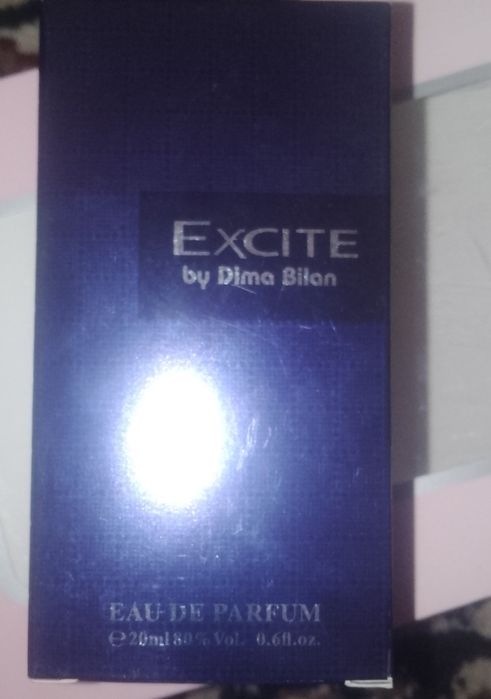 EXCITE
by Dima Bilan
EAU DE PARFUM
℮20ml 80% Vol. 0.6fl.oz.